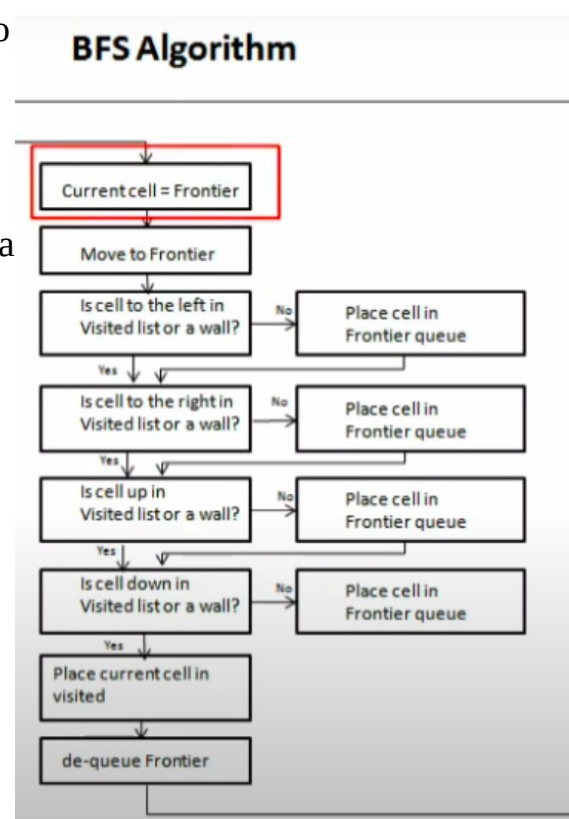 o
BFS Algorithm
Current cell = Frontier
a
Move to Frontier
Is cell to the left in
Visited list or a wall?
No
Place cell in
Frontier queue
Yes
Is cell to the right in
Visited list or a wall?
No
Place cell in
Frontier queue
Yes
Is cell up in
Visited list or a wall?
No
Place cell in
Frontier queue
Yes
Is cell down in
Visited list or a wall?
No
Place cell in
Frontier queue
Yes
Place current cell in
visited
de-queue Frontier